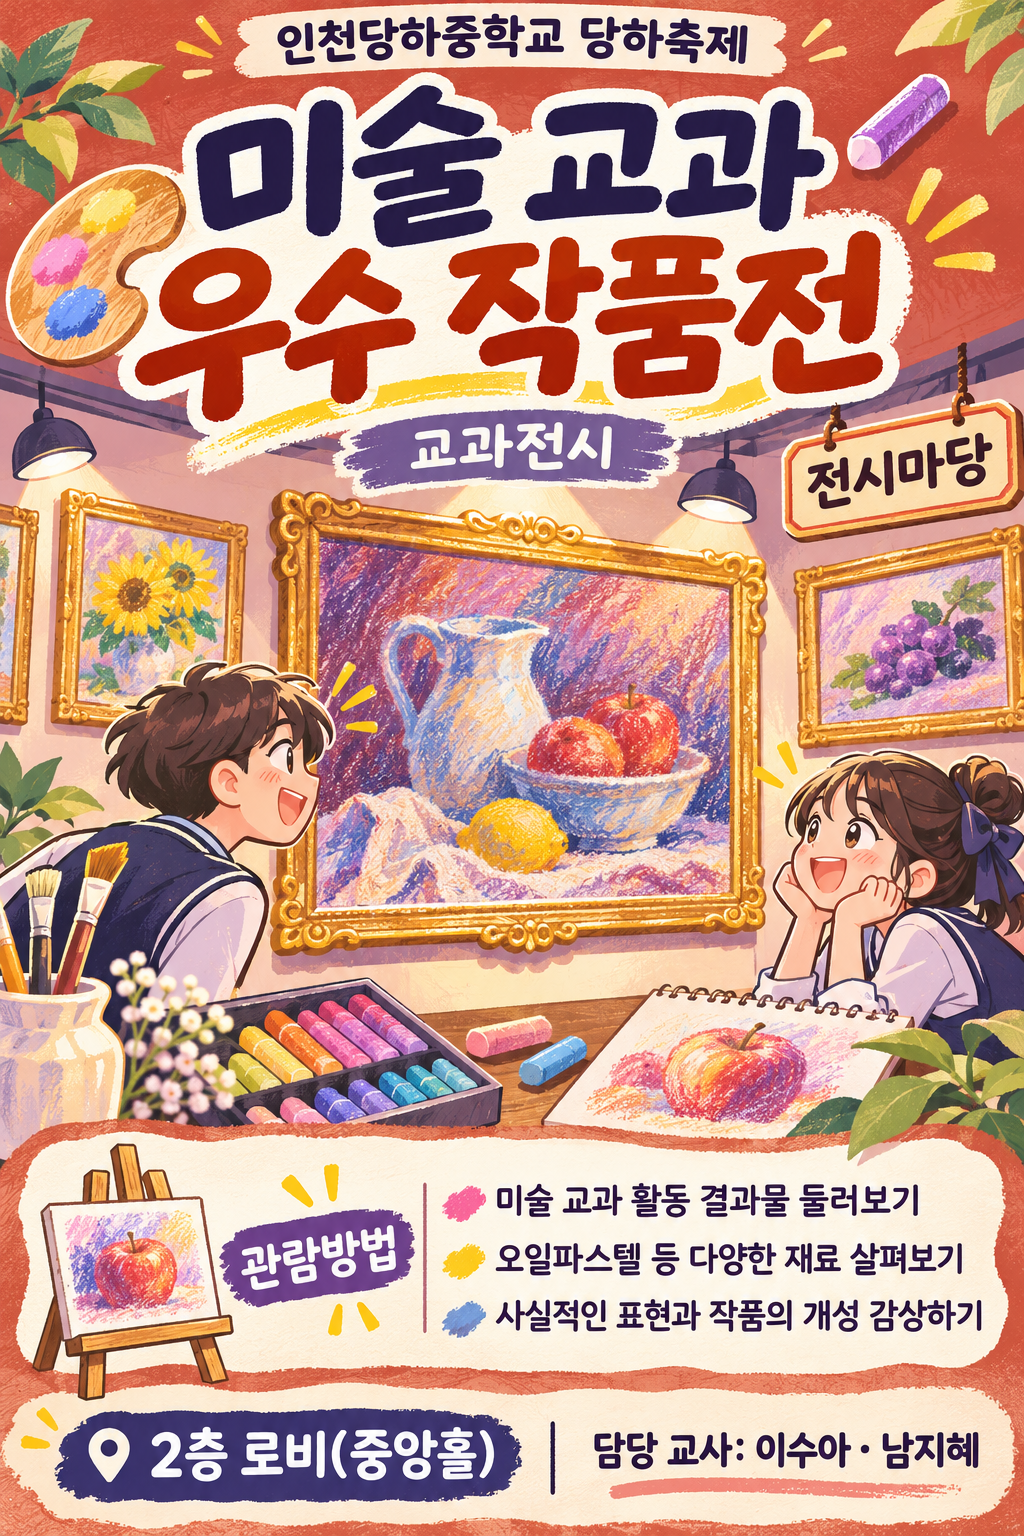 인천당하중학교 당하축제
미술 교과
우수 작품전
교과전시
전시마당
관람방법
미술 교과 활동 결과물 둘러보기
오일파스텔 등 다양한 재료 살펴보기
사실적인 표현과 작품의 개성 감상하기
2층 로비(중앙홀)
담당 교사: 이수아 · 남지혜